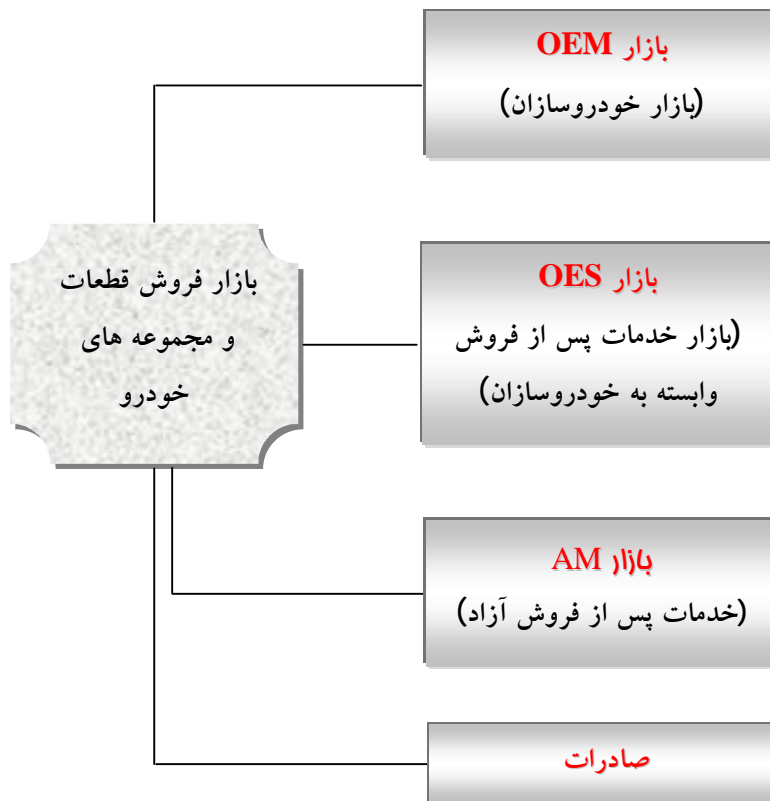 بازار OEM
(بازار خودروسازان)
بازار فروش قطعات
و مجموعه های
خودرو
بازار OES
(بازار خدمات پس از فروش
وابسته به خودروسازان)
بازار AM
(خدمات پس از فروش آزاد)
صادرات